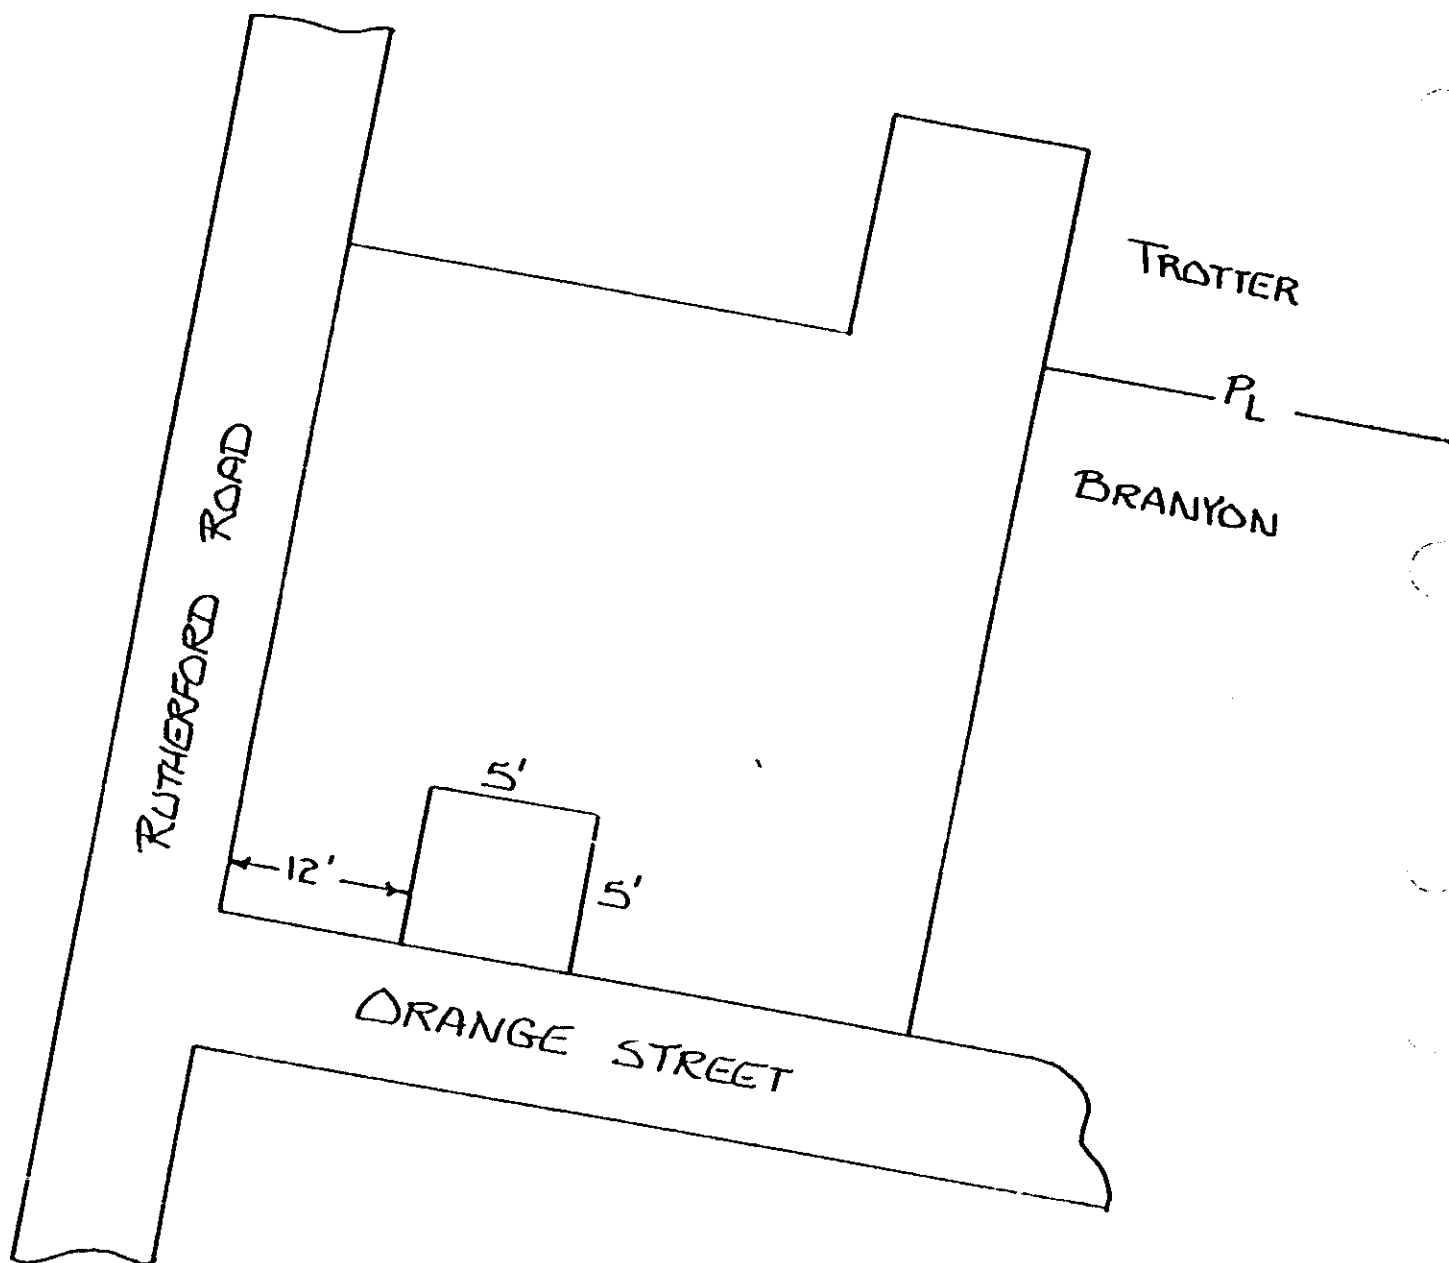 TROTTER
PL
BRANYON
RUTHERFORD ROAD
5'
5'
12'
ORANGE STREET